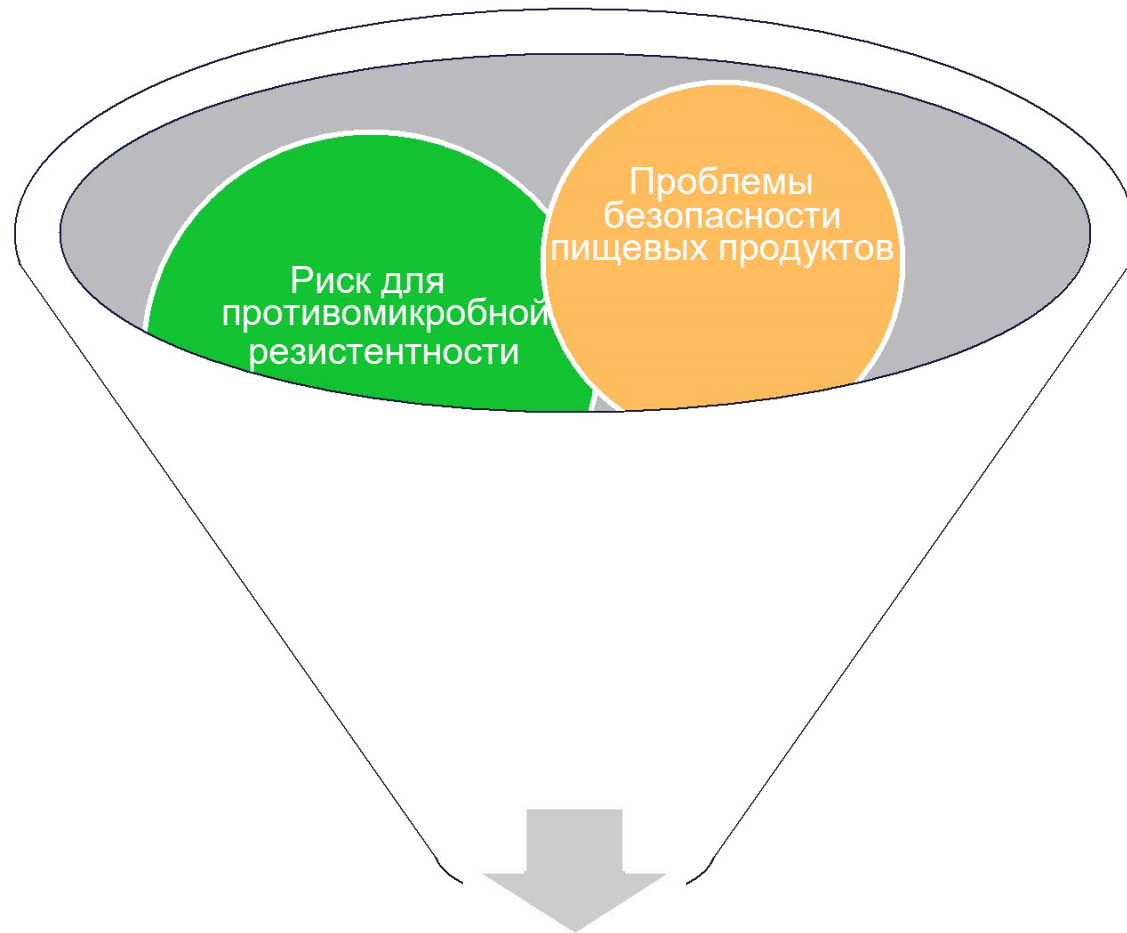 Проблемы
безопасности
пищевых продуктов
Риск для
противомикробной
резистентности